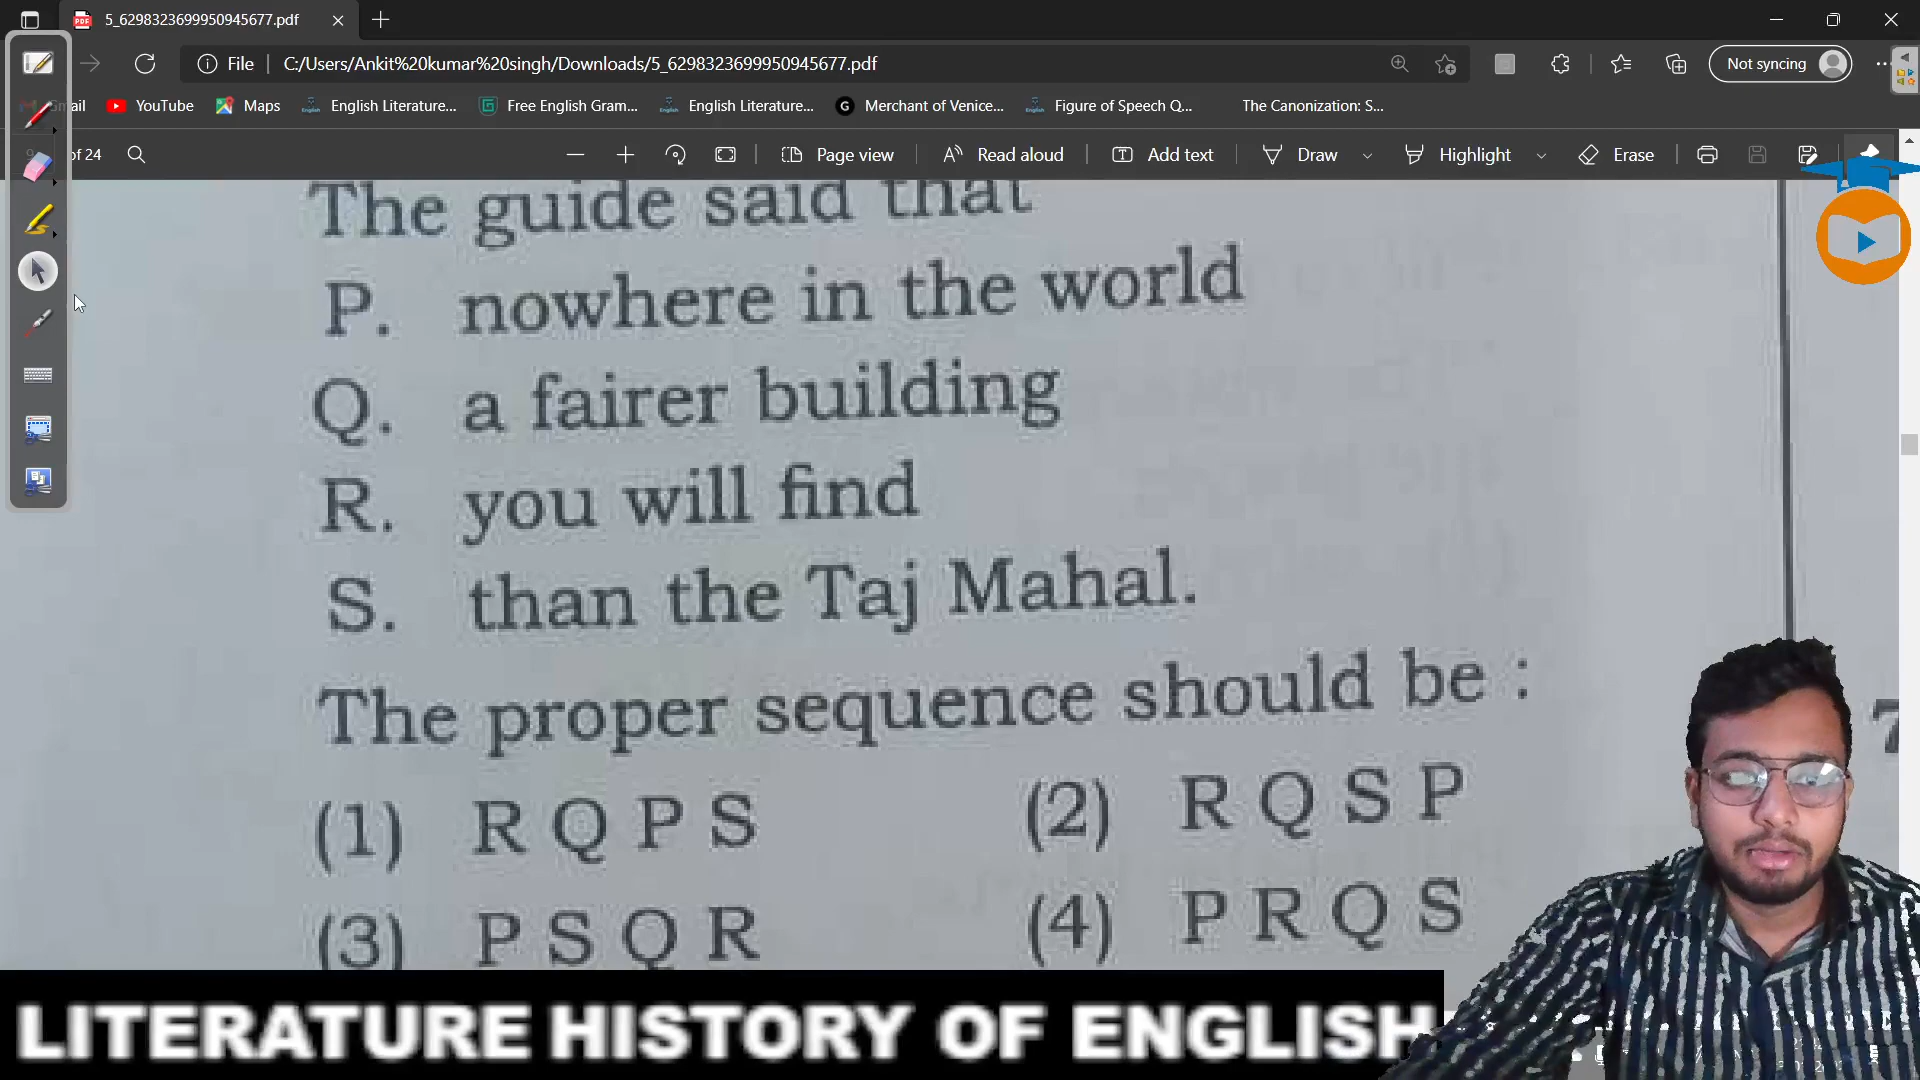 5_6298323699950945677.pdf
File C:/Users/Ankit%20kumar%20singh/Downloads/5_6298323699950945677.pdf Not syncing
YouTube Maps English Literature... Free English Gram... English Literature... Merchant of Venice... Figure of Speech Q... The Canonization: S...
of 24 Page view Read aloud Add text Draw Highlight Erase
The guide said that
P. nowhere in the world
Q. a fairer building
R. you will find
S. than the Taj Mahal.
The proper sequence should be :
(1) R Q P S (2) R Q S P
(3) P S Q R (4) P R Q S
LITERATURE HISTORY OF ENGLISH